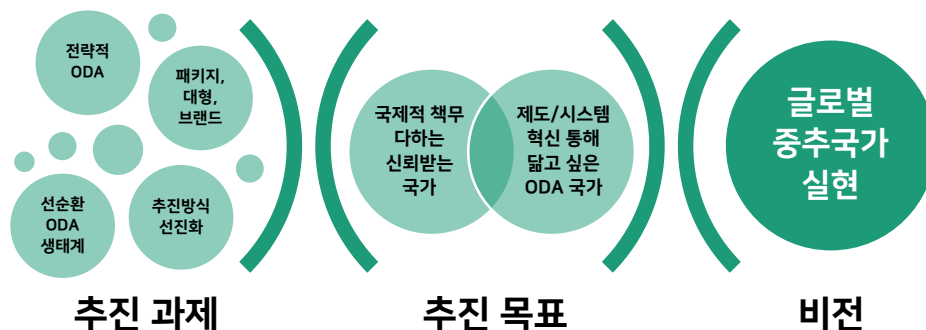 전략적
ODA
패키지,
대형,
브랜드
선순환
ODA
생태계
추진방식
선진화
추진 과제
국제적 책무
다하는
신뢰받는
국가
제도/시스템
혁신 통해
닮고 싶은
ODA 국가
추진 목표
글로벌
중추국가
실현
비전